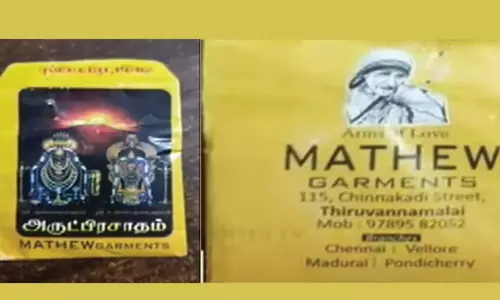 அருட்பிரசாதம்
MATHEW GARMENTS
Arms of Love
MATHEW
GARMENTS
115, Chinnakadi Street,
Thiruvannamalai
Mob : 97895 82052
Branches
Chennai | Vellore
Madurai | Pondicherry